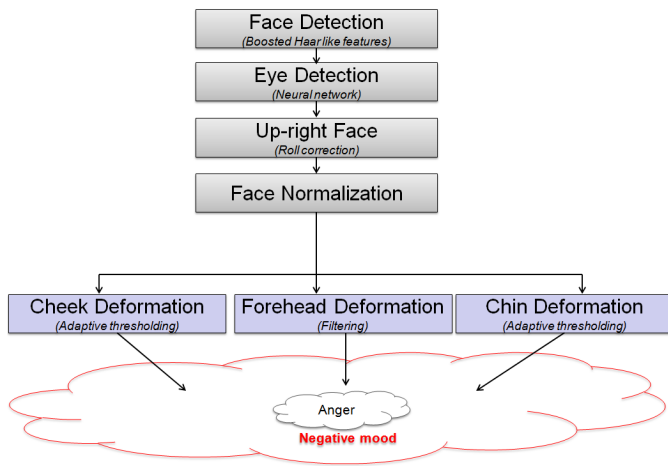 Face Detection
(Boosted Haar like features)
Eye Detection
(Neural network)
Up-right Face
(Roll correction)
Face Normalization
Cheek Deformation
(Adaptive thresholding)
Forehead Deformation
(Filtering)
Chin Deformation
(Adaptive thresholding)
Anger
Negative mood